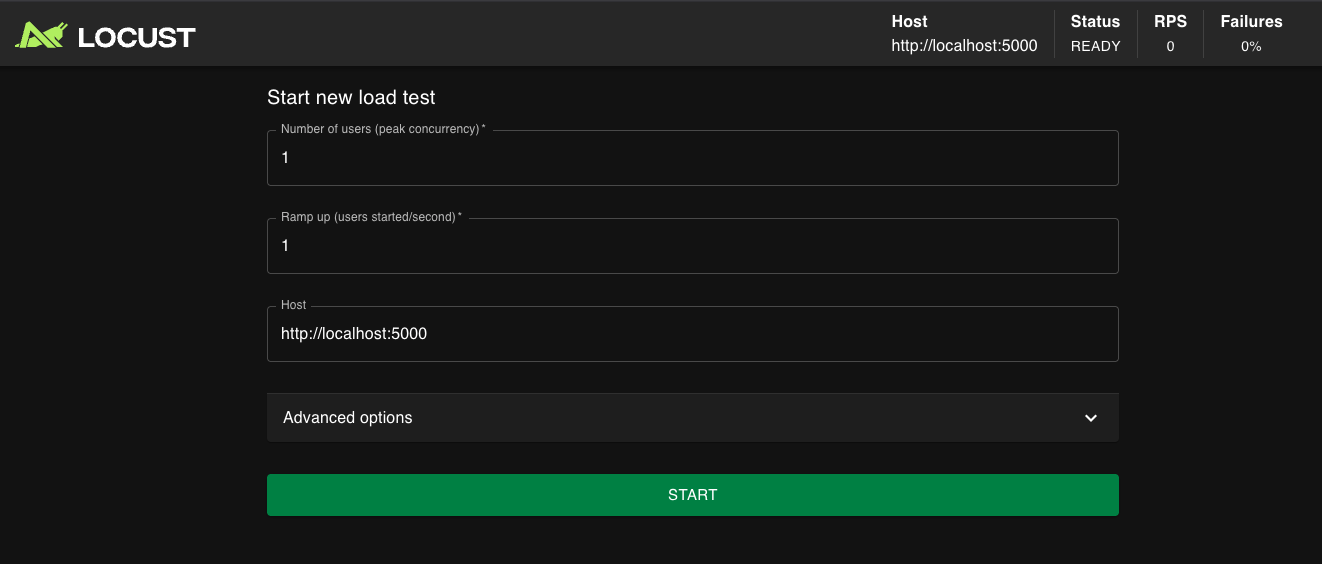 LOCUST
Host
http://localhost:5000
Status
READY
RPS
0
Failures
0%
Start new load test
Number of users (peak concurrency) *
1
Ramp up (users started/second) *
1
Host
http://localhost:5000
Advanced options
START